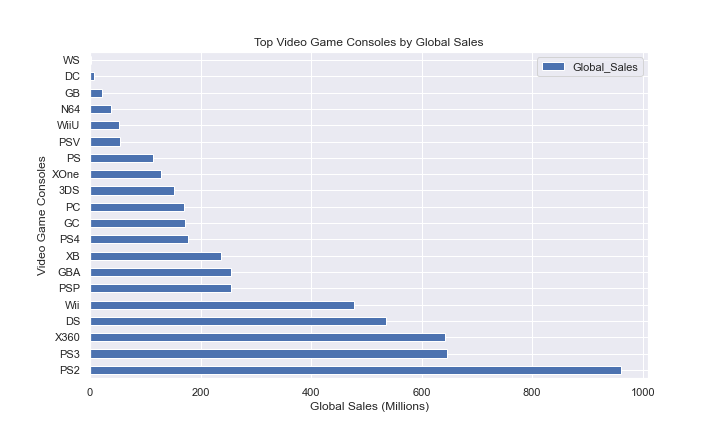 Top Video Game Consoles by Global Sales
Global_Sales
Video Game Consoles
WS
DC
GB
N64
WiiU
PSV
PS
XOne
3DS
PC
GC
PS4
XB
GBA
PSP
Wii
DS
X360
PS3
PS2
0 200 400 600 800 1000
Global Sales (Millions)